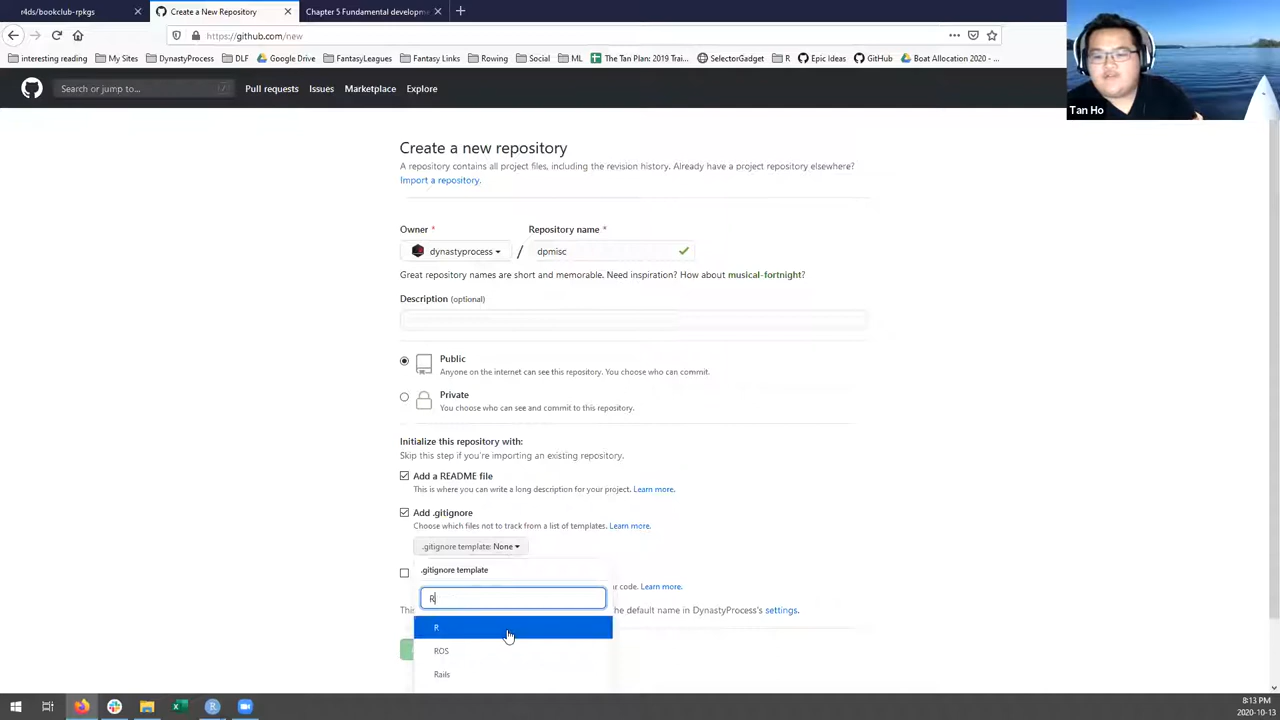 r4ds/bookclub-rpkgs
Create a New Repository
Chapter 5 Fundamental developm
https://github.com/new
interesting reading
My Sites
DynastyProcess
DLF
Google Drive
FantasyLeagues
Fantasy Links
Rowing
Social
ML
The Tan Plan: 2019 Trai...
SelectorGadget
R
Epic Ideas
GitHub
Boat Allocation 2020 - ...
Search or jump to...
/
Pull requests
Issues
Marketplace
Explore
Tan Ho
Create a new repository
A repository contains all project files, including the revision history. Already have a project repository elsewhere?
Import a repository.
Owner *
Repository name *
dynastyprocess
/
dpmisc
Great repository names are short and memorable. Need inspiration? How about musical-fortnight?
Description (optional)
Public
Anyone on the internet can see this repository. You choose who can commit.
Private
You choose who can see and commit to this repository.
Initialize this repository with:
Skip this step if you're importing an existing repository.
Add a README file
This is where you can write a long description for your project. Learn more.
Add .gitignore
Choose which files not to track from a list of templates. Learn more.
.gitignore template: None
.gitignore template
r code. Learn more.
R
This
the default name in DynastyProcess's settings.
R
ROS
Rails
8:13 PM
2020-10-13